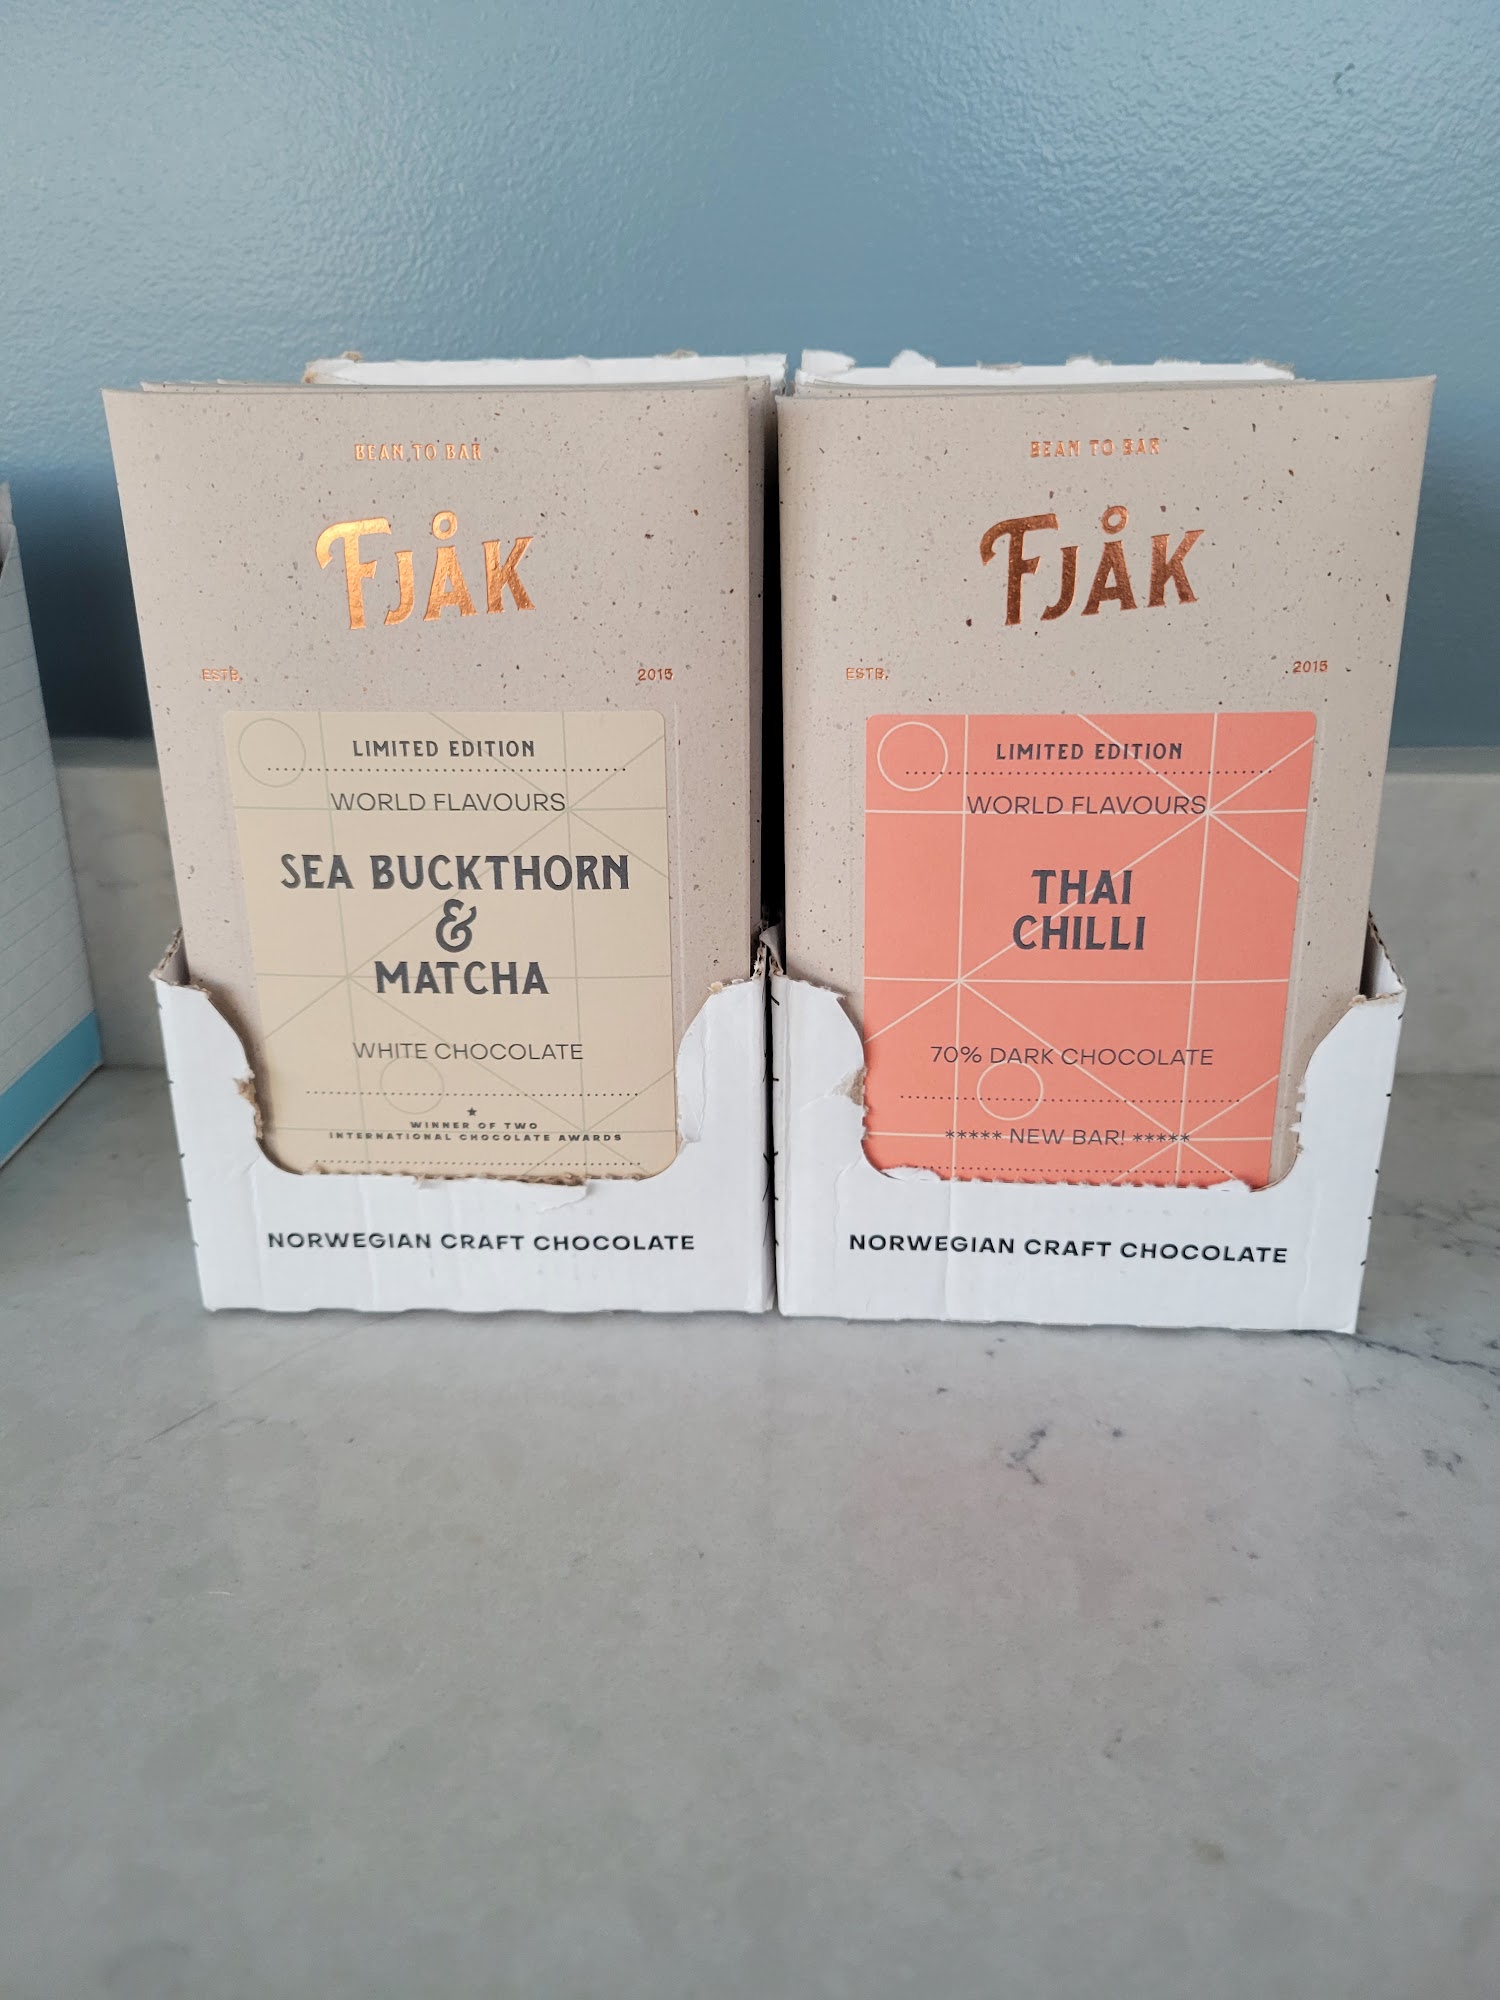 BEAN TO BAR
FJÅK
ESTB. 2015
LIMITED EDITION
WORLD FLAVOURS
SEA BUCKTHORN
&
MATCHA
WHITE CHOCOLATE
WINNER OF TWO
INTERNATIONAL CHOCOLATE AWARDS
NORWEGIAN CRAFT CHOCOLATE
BEAN TO BAR
FJÅK
ESTB. 2015
LIMITED EDITION
WORLD FLAVOURS
THAI
CHILLI
70% DARK CHOCOLATE
***** NEW BAR! *****
NORWEGIAN CRAFT CHOCOLATE